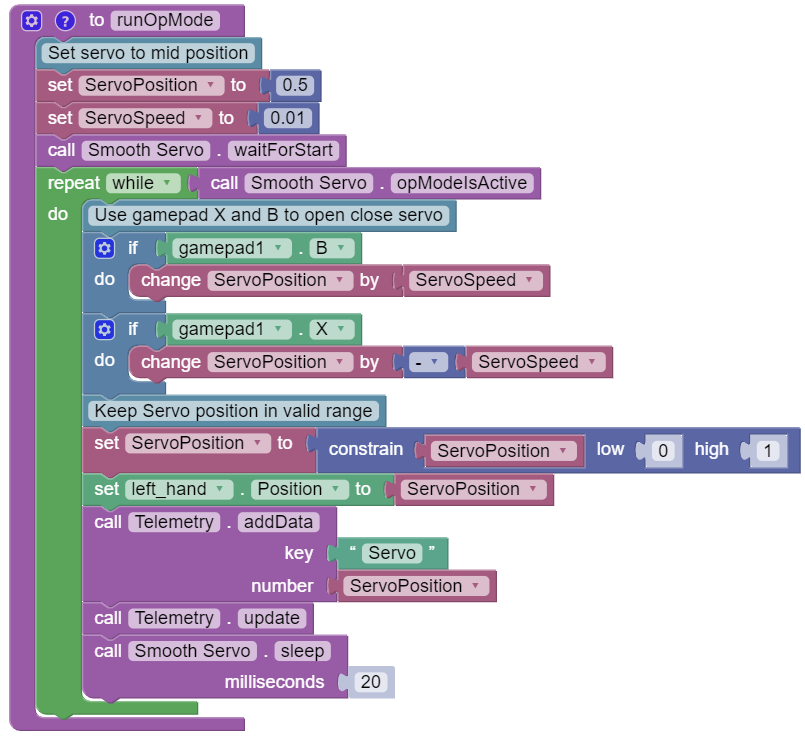 ? to runOpMode
Set servo to mid position
set ServoPosition to 0.5
set ServoSpeed to 0.01
call Smooth Servo . waitForStart
repeat while call Smooth Servo . opModeIsActive
do Use gamepad X and B to open close servo
if gamepad1 . B
do change ServoPosition by ServoSpeed
if gamepad1 . X
do change ServoPosition by - ServoSpeed
Keep Servo position in valid range
set ServoPosition to constrain ServoPosition low 0 high 1
set left_hand . Position to ServoPosition
call Telemetry . addData
key “ Servo ”
number ServoPosition
call Telemetry . update
call Smooth Servo . sleep
milliseconds 20